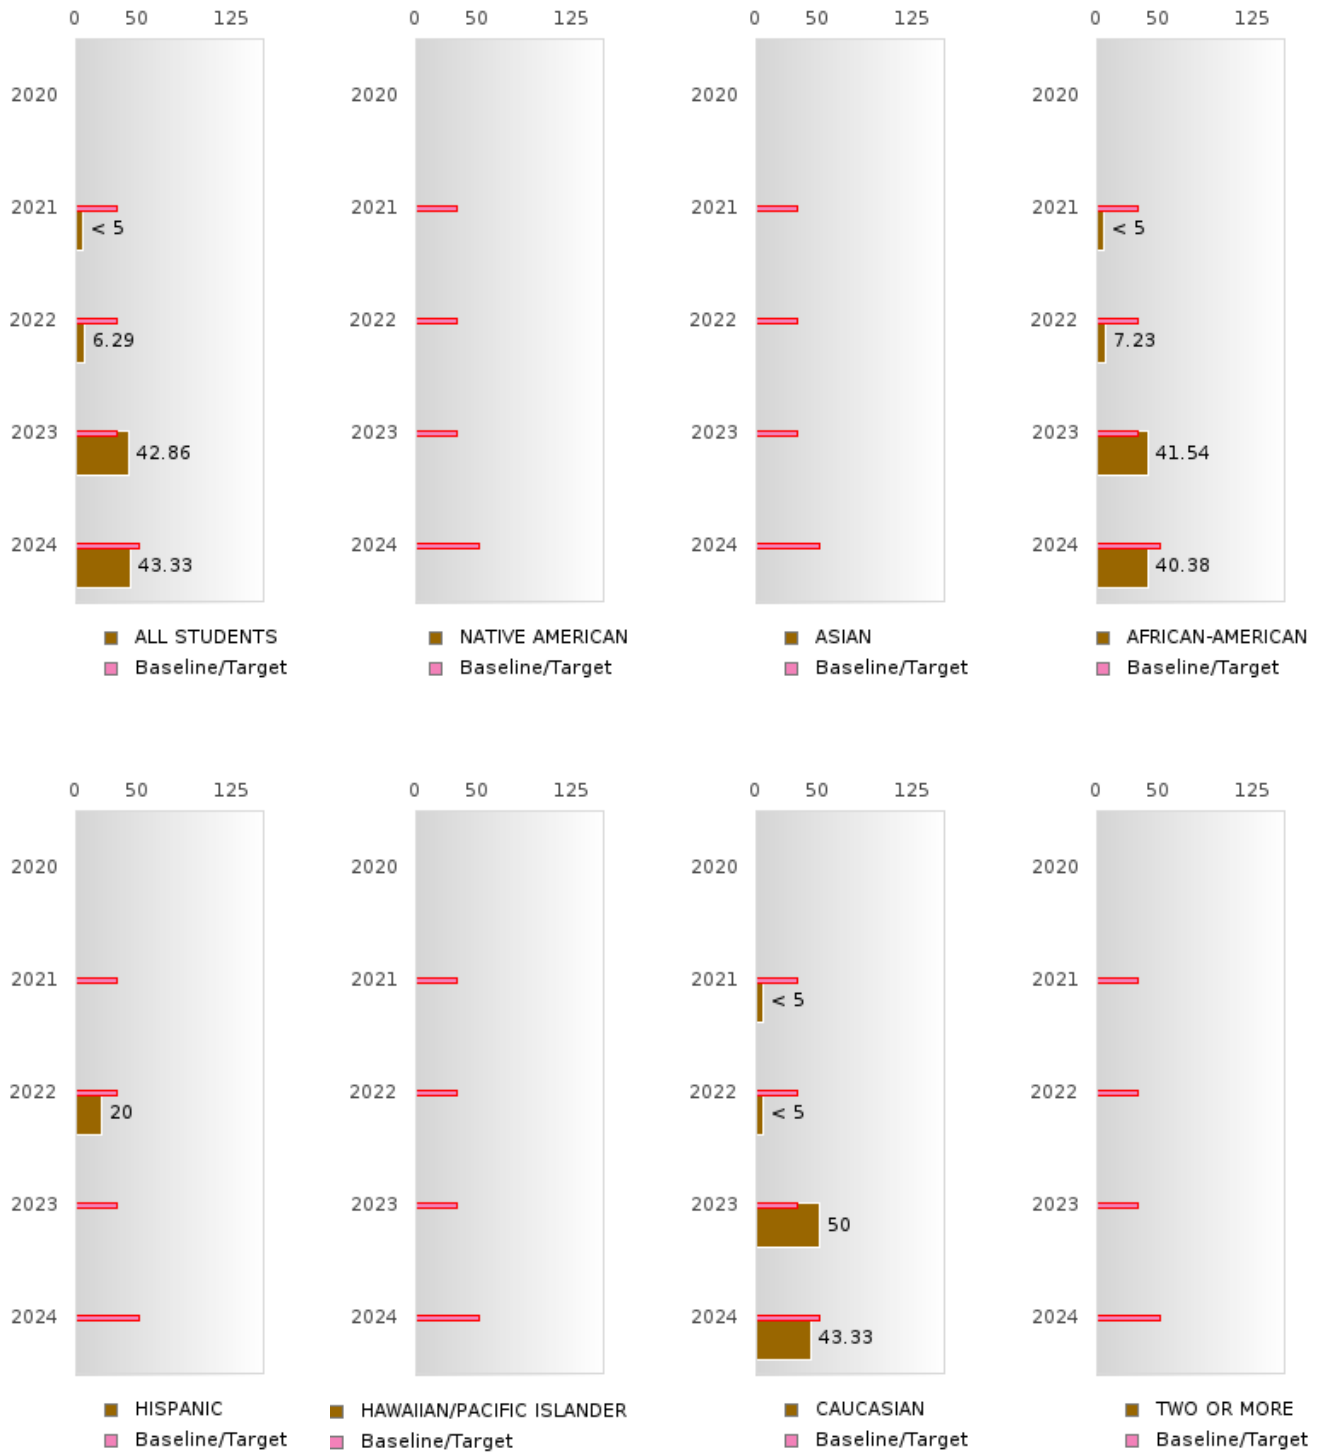 0 50 125 0 50 125 0 50 125 0 50 125
2020 2020 2020 2020
2021 2021 2021 2021
< 5 < 5
2022 2022 2022 2022
6.29 7.23
2023 2023 2023 2023
42.86 41.54
2024 2024 2024 2024
43.33 40.38
ALL STUDENTS NATIVE AMERICAN ASIAN AFRICAN-AMERICAN
Baseline/Target Baseline/Target Baseline/Target Baseline/Target
0 50 125 0 50 125 0 50 125 0 50 125
2020 2020 2020 2020
2021 2021 2021 2021
< 5
2022 2022 2022 2022
20 < 5
2023 2023 2023 2023
50
2024 2024 2024 2024
43.33
HISPANIC HAWAIIAN/PACIFIC ISLANDER CAUCASIAN TWO OR MORE
Baseline/Target Baseline/Target Baseline/Target Baseline/Target